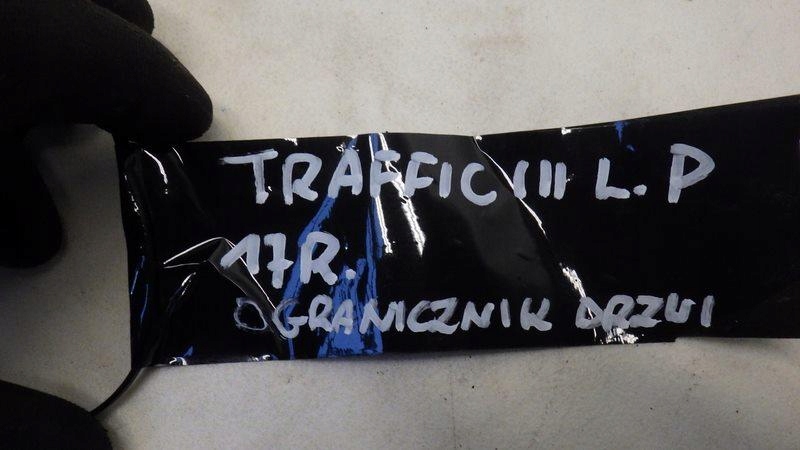 TRAFFIC III L.P
17R.
OGRANICZNIK DRZWI